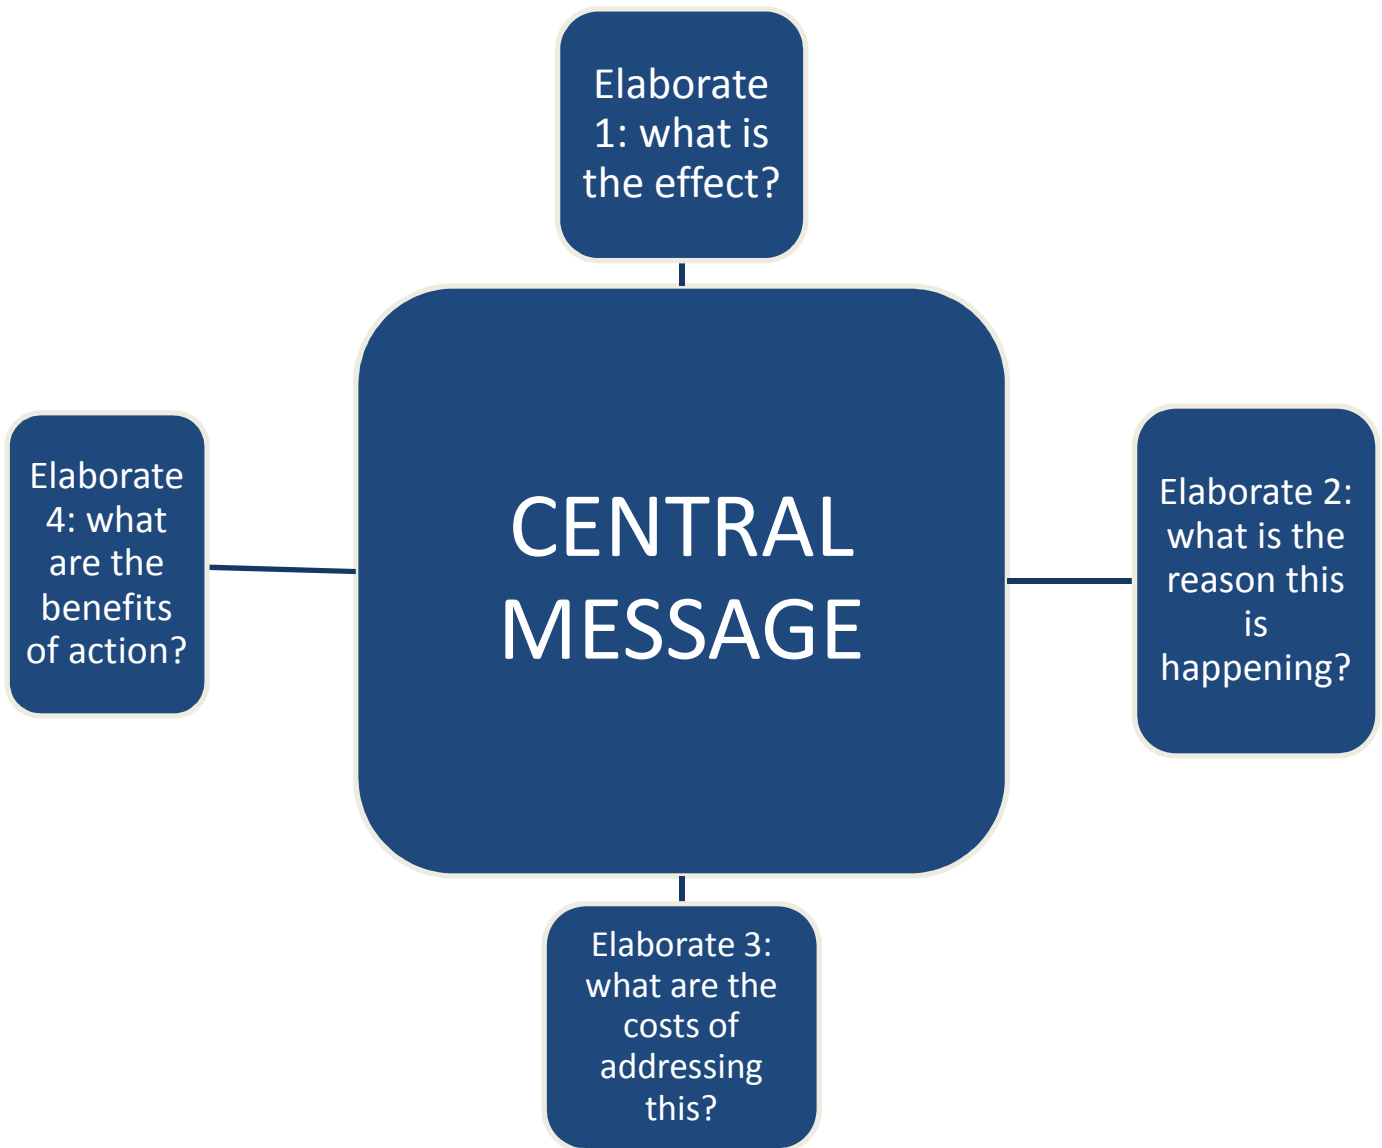 Elaborate
1: what is
the effect?
Elaborate
4: what
are the
benefits
of action?
CENTRAL
MESSAGE
Elaborate 2:
what is the
reason this
is
happening?
Elaborate 3:
what are the
costs of
addressing
this?